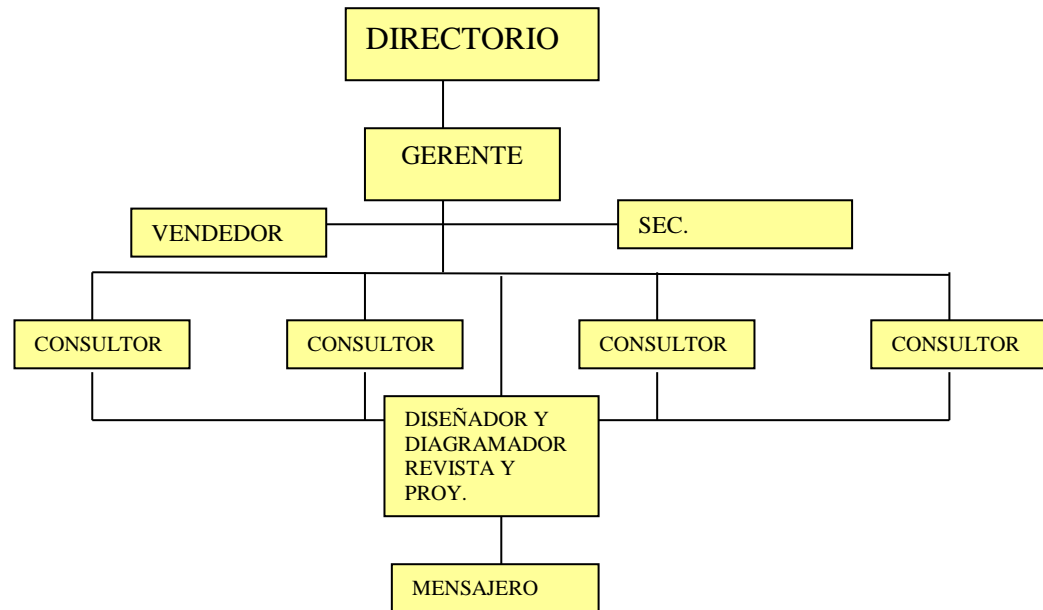 DIRECTORIO
GERENTE
VENDEDOR
SEC.
CONSULTOR
CONSULTOR
CONSULTOR
CONSULTOR
DISEÑADOR Y
DIAGRAMADOR
REVISTA Y
PROY.
MENSAJERO